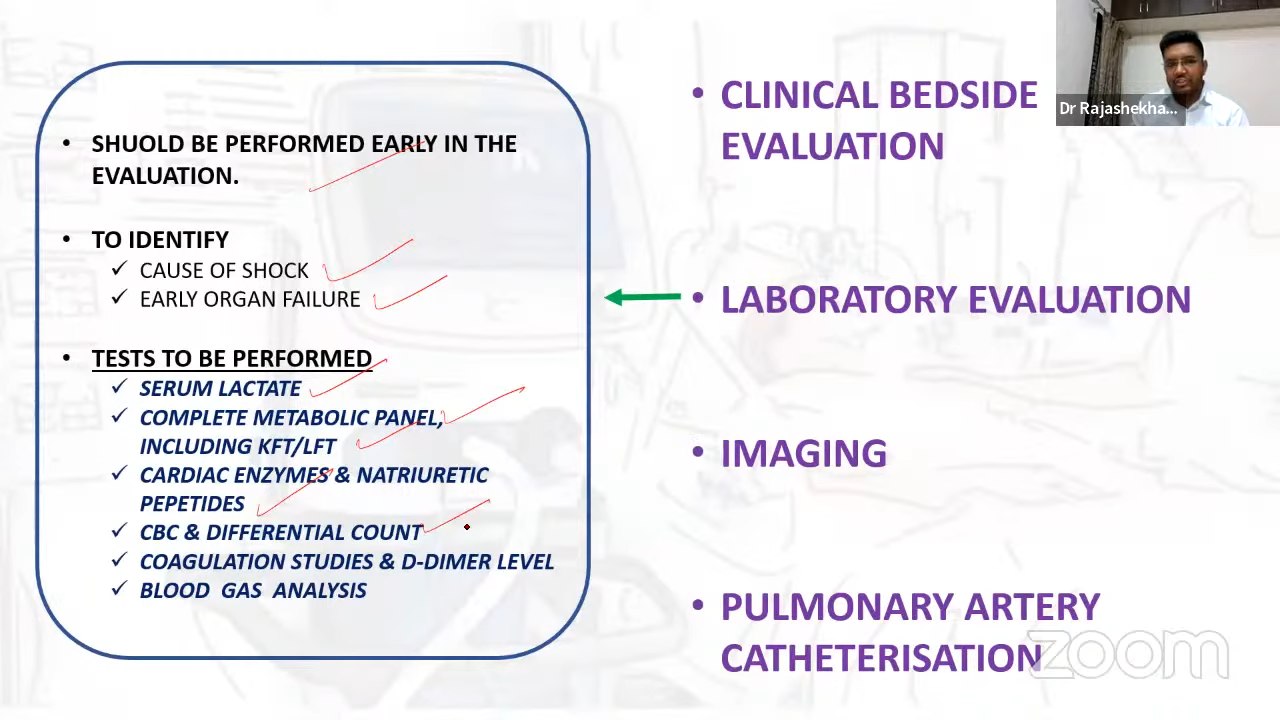 • SHUOLD BE PERFORMED EARLY IN THE
EVALUATION.
• TO IDENTIFY
✓ CAUSE OF SHOCK
✓ EARLY ORGAN FAILURE
• TESTS TO BE PERFORMED
✓ SERUM LACTATE
✓ COMPLETE METABOLIC PANEL,
INCLUDING KFT/LFT
✓ CARDIAC ENZYMES & NATRIURETIC
PEPETIDES
✓ CBC & DIFFERENTIAL COUNT
✓ COAGULATION STUDIES & D-DIMER LEVEL
✓ BLOOD GAS ANALYSIS
• CLINICAL BEDSIDE
EVALUATION
• LABORATORY EVALUATION
• IMAGING
• PULMONARY ARTERY
CATHETERISATION
Dr Rajashekha...
zoom